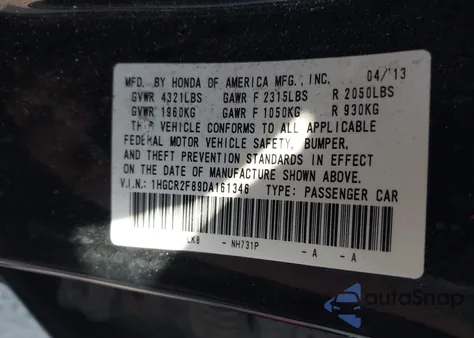 MFD. BY HONDA OF AMERICA MFG., INC. 04/13
GVWR 4321LBS GAWR F 2315LBS R 2050LBS
GVWR 1960KG GAWR F 1050KG R 930KG
THIS VEHICLE CONFORMS TO ALL APPLICABLE
FEDERAL MOTOR VEHICLE SAFETY, BUMPER,
AND THEFT PREVENTION STANDARDS IN EFFECT
ON THE DATE OF MANUFACTURE SHOWN ABOVE.
V.I.N.: 1HGCR2F89DA161346 TYPE: PASSENGER CAR
NH731P - A - A
autoSnap